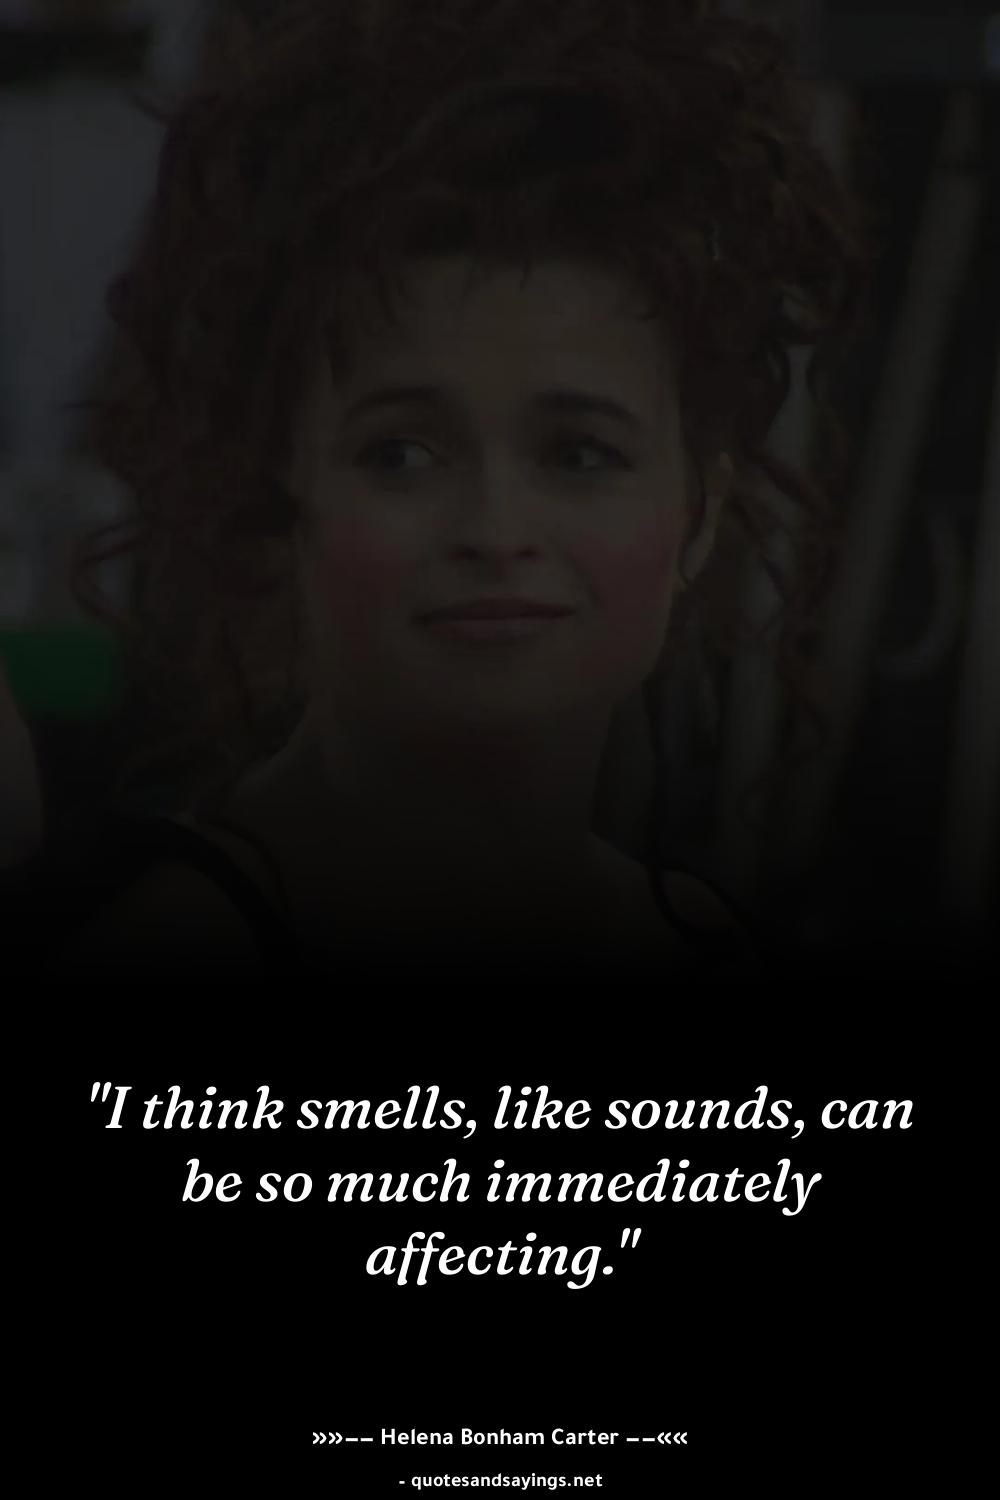 "I think smells, like sounds, can
be so much immediately
affecting."
»»−− Helena Bonham Carter −−««
- quotesandsayings.net